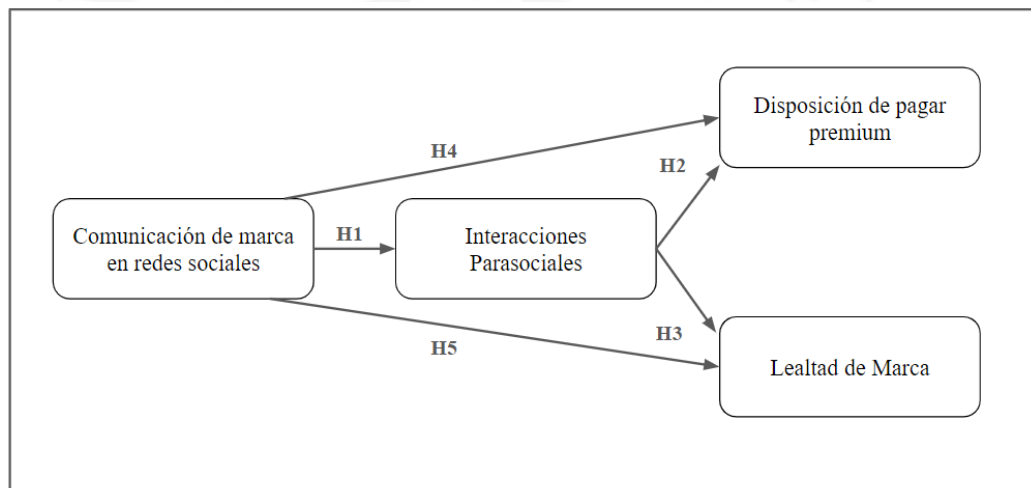 Disposición de pagar
premium
H4
H2
Comunicación de marca
en redes sociales
H1
Interacciones
Parasociales
H5
H3
Lealtad de Marca